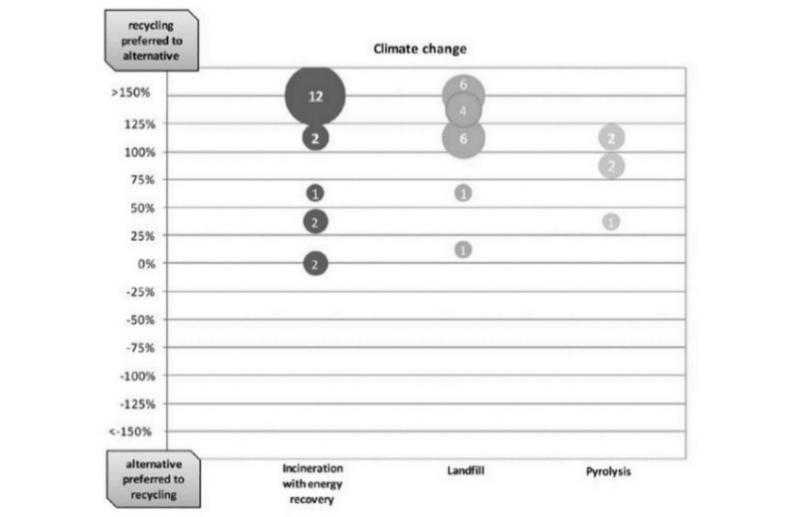 recycling
preferred to
alternative
Climate change
>150%
12
6
4
125%
2
6
2
100%
2
75%
1
1
50%
2
1
25%
1
0%
2
-25%
-50%
-75%
-100%
-125%
<-150%
alternative
preferred to
recycling
Incineration
with energy
recovery
Landfill
Pyrolysis